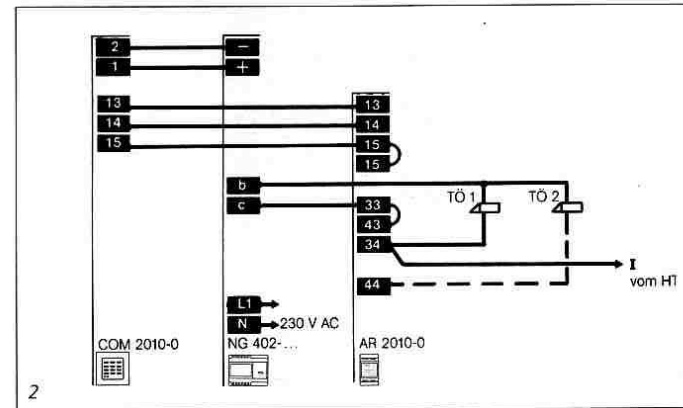 2 −
1 +
13 13
14 14
15 15
15
b
TÖ 1 TÖ 2
c 33
43
34
I
vom HT
44
L1
N 230 V AC
COM 2010-0 NG 402-... AR 2010-0
2